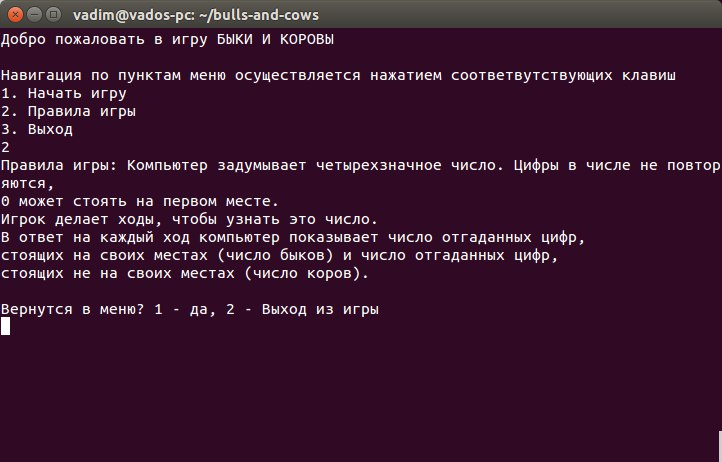 vadim@vados-pc: ~/bulls-and-cows
Добро пожаловать в игру БЫКИ И КОРОВЫ
Навигация по пунктам меню осуществляется нажатием соответвутствующих клавиш
1. Начать игру
2. Правила игры
3. Выход
2
Правила игры: Компьютер задумывает четырехзначное число. Цифры в числе не повтор
яются,
0 может стоять на первом месте.
Игрок делает ходы, чтобы узнать это число.
В ответ на каждый ход компьютер показывает число отгаданных цифр,
стоящих на своих местах (число быков) и число отгаданных цифр,
стоящих не на своих местах (число коров).
Вернутся в меню? 1 - да, 2 - Выход из игры